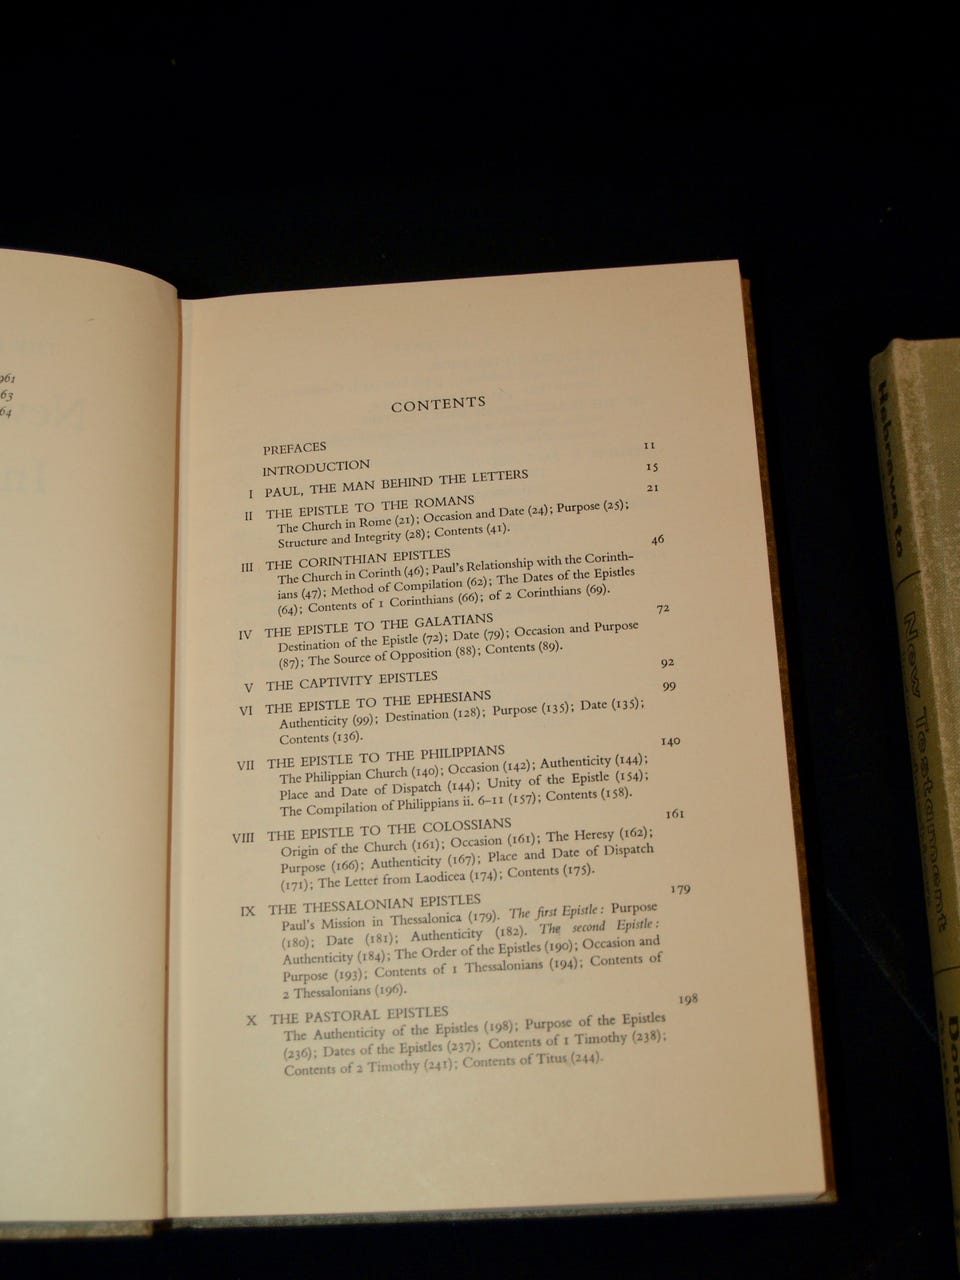 961
63
64
CONTENTS
PREFACES
INTRODUCTION 11
I PAUL, THE MAN BEHIND THE LETTERS 15
II THE EPISTLE TO THE ROMANS 21
The Church in Rome (21); Occasion and Date (24); Purpose (25);
Structure and Integrity (28); Contents (41).
III THE CORINTHIAN EPISTLES 46
The Church in Corinth (46); Paul's Relationship with the Corinth-
ians (47); Method of Compilation (62); The Dates of the Epistles
(64); Contents of 1 Corinthians (66); of 2 Corinthians (69).
IV THE EPISTLE TO THE GALATIANS 72
Destination of the Epistle (72); Date (79); Occasion and Purpose
(87); The Source of Opposition (88); Contents (89).
V THE CAPTIVITY EPISTLES 92
VI THE EPISTLE TO THE EPHESIANS 99
Authenticity (99); Destination (128); Purpose (135); Date (135);
Contents (136).
VII THE EPISTLE TO THE PHILIPPIANS 140
The Philippian Church (140); Occasion (142); Authenticity (144);
Place and Date of Dispatch (144); Unity of the Epistle (154);
The Compilation of Philippians ii. 6–11 (157); Contents (158).
VIII THE EPISTLE TO THE COLOSSIANS 161
Origin of the Church (161); Occasion (161); The Heresy (162);
Purpose (166); Authenticity (167); Place and Date of Dispatch
(171); The Letter from Laodicea (174); Contents (175).
IX THE THESSALONIAN EPISTLES 179
Paul's Mission in Thessalonica (179). The first Epistle: Purpose
(180); Date (181); Authenticity (182). The second Epistle:
Authenticity (184); The Order of the Epistles (190); Occasion and
Purpose (193); Contents of 1 Thessalonians (194); Contents of
2 Thessalonians (196).
X THE PASTORAL EPISTLES 198
The Authenticity of the Epistles (198); Purpose of the Epistles
(236); Dates of the Epistles (237); Contents of 1 Timothy (238);
Contents of 2 Timothy (241); Contents of Titus (244).
Hebrews to
New Testament